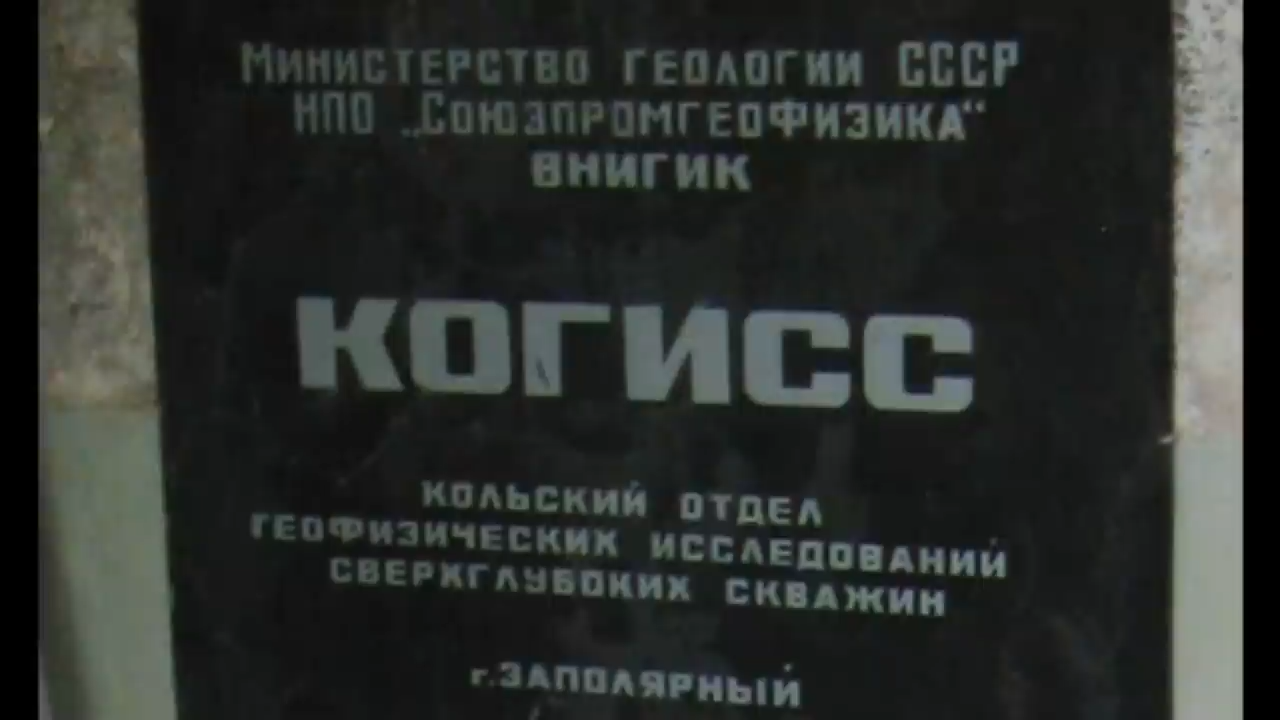 Министерство геологии СССР
НПО „Союзпромгеофизика“
ВНИГИК
КОГИСС
КОЛЬСКИЙ ОТДЕЛ
ГЕОФИЗИЧЕСКИХ ИССЛЕДОВАНИЙ
СВЕРХГЛУБОКИХ СКВАЖИН
г.ЗАПОЛЯРНЫЙ